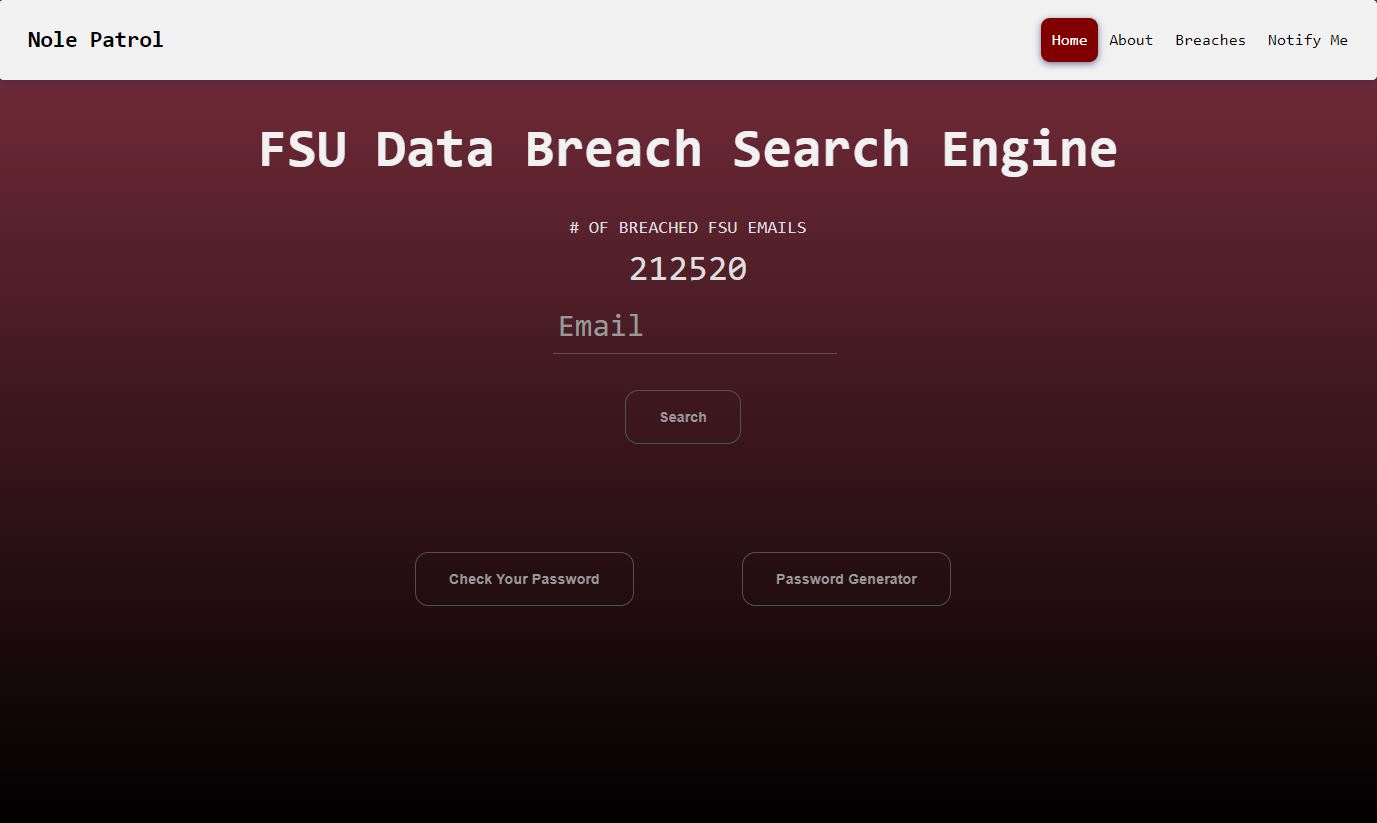 Nole Patrol
Home About Breaches Notify Me
FSU Data Breach Search Engine
# OF BREACHED FSU EMAILS
212520
Email
Search
Check Your Password Password Generator